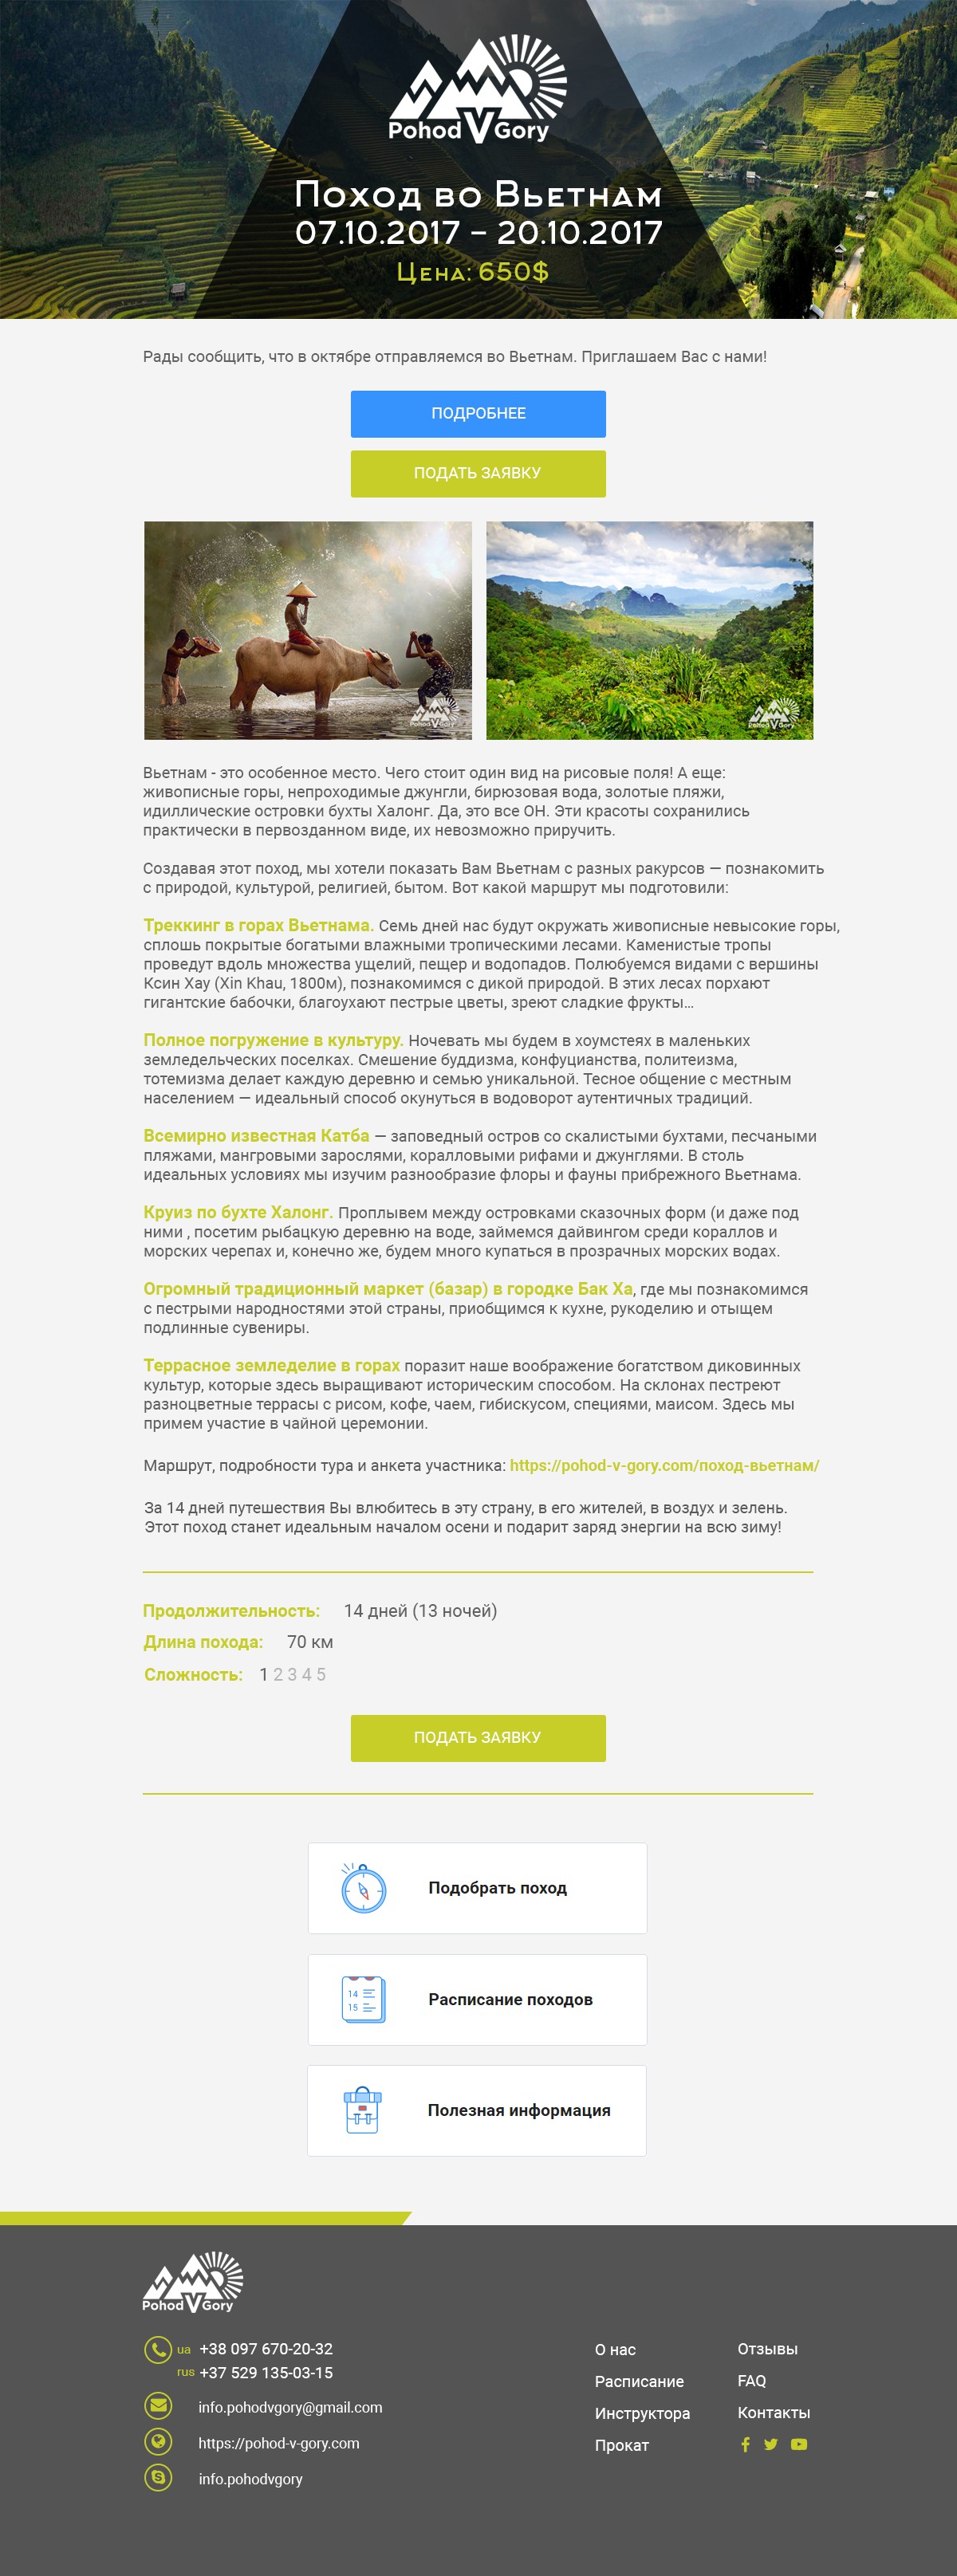 Pohod V Gory
Поход во Вьетнам
07.10.2017 – 20.10.2017
Цена: 650$
Рады сообщить, что в октябре отправляемся во Вьетнам. Приглашаем Вас с нами!
ПОДРОБНЕЕ
ПОДАТЬ ЗАЯВКУ
Pohod V Gory
Pohod V Gory
Вьетнам - это особенное место. Чего стоит один вид на рисовые поля! А еще:
живописные горы, непроходимые джунгли, бирюзовая вода, золотые пляжи,
идиллические островки бухты Халонг. Да, это все ОН. Эти красоты сохранились
практически в первозданном виде, их невозможно приручить.
Создавая этот поход, мы хотели показать Вам Вьетнам с разных ракурсов — познакомить
с природой, культурой, религией, бытом. Вот какой маршрут мы подготовили:
Треккинг в горах Вьетнама. Семь дней нас будут окружать живописные невысокие горы,
сплошь покрытые богатыми влажными тропическими лесами. Каменистые тропы
проведут вдоль множества ущелий, пещер и водопадов. Полюбуемся видами с вершины
Ксин Хау (Xin Khau, 1800м), познакомимся с дикой природой. В этих лесах порхают
гигантские бабочки, благоухают пестрые цветы, зреют сладкие фрукты…
Полное погружение в культуру. Ночевать мы будем в хоумстеях в маленьких
земледельческих поселках. Смешение буддизма, конфуцианства, политеизма,
тотемизма делает каждую деревню и семью уникальной. Тесное общение с местным
населением — идеальный способ окунуться в водоворот аутентичных традиций.
Всемирно известная Катба — заповедный остров со скалистыми бухтами, песчаными
пляжами, мангровыми зарослями, коралловыми рифами и джунглями. В столь
идеальных условиях мы изучим разнообразие флоры и фауны прибрежного Вьетнама.
Круиз по бухте Халонг. Проплывем между островками сказочных форм (и даже под
ними , посетим рыбацкую деревню на воде, займемся дайвингом среди кораллов и
морских черепах и, конечно же, будем много купаться в прозрачных морских водах.
Огромный традиционный маркет (базар) в городке Бак Ха, где мы познакомимся
с пестрыми народностями этой страны, приобщимся к кухне, рукоделию и отыщем
подлинные сувениры.
Террасное земледелие в горах поразит наше воображение богатством диковинных
культур, которые здесь выращивают историческим способом. На склонах пестреют
разноцветные террасы с рисом, кофе, чаем, гибискусом, специями, маисом. Здесь мы
примем участие в чайной церемонии.
Маршрут, подробности тура и анкета участника: https://pohod-v-gory.com/поход-вьетнам/
За 14 дней путешествия Вы влюбитесь в эту страну, в его жителей, в воздух и зелень.
Этот поход станет идеальным началом осени и подарит заряд энергии на всю зиму!
Продолжительность: 14 дней (13 ночей)
Длина похода: 70 км
Сложность: 1 2 3 4 5
ПОДАТЬ ЗАЯВКУ
Подобрать поход
14
15
Расписание походов
Полезная информация
Pohod V Gory
ua +38 097 670-20-32
rus +37 529 135-03-15
info.pohodvgory@gmail.com
https://pohod-v-gory.com
info.pohodvgory
О нас
Расписание
Инструктора
Прокат
Отзывы
FAQ
Контакты